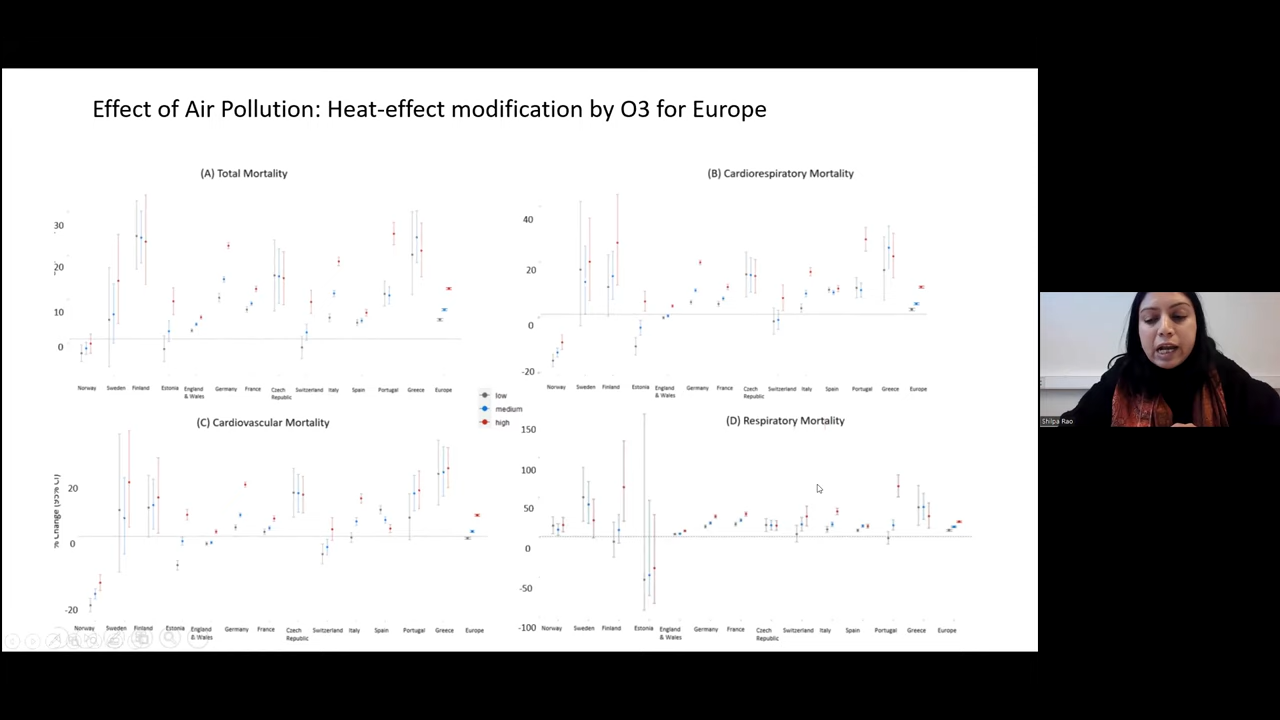 Effect of Air Pollution: Heat-effect modification by O3 for Europe
(A) Total Mortality
30
20
10
0
Norway Sweden Finland Estonia England & Wales Germany France Czech Republic Switzerland Italy Spain Portugal Greece Europe
(B) Cardiorespiratory Mortality
40
20
0
-20
Norway Sweden Finland Estonia England & Wales Germany France Czech Republic Switzerland Italy Spain Portugal Greece Europe
low
medium
high
(C) Cardiovascular Mortality
% Change (95% CI)
20
0
-20
Norway Sweden Finland Estonia England & Wales Germany France Czech Republic Switzerland Italy Spain Portugal Greece Europe
(D) Respiratory Mortality
150
100
50
0
-50
-100
Norway Sweden Finland Estonia England & Wales Germany France Czech Republic Switzerland Italy Spain Portugal Greece Europe
Shilpa Rao